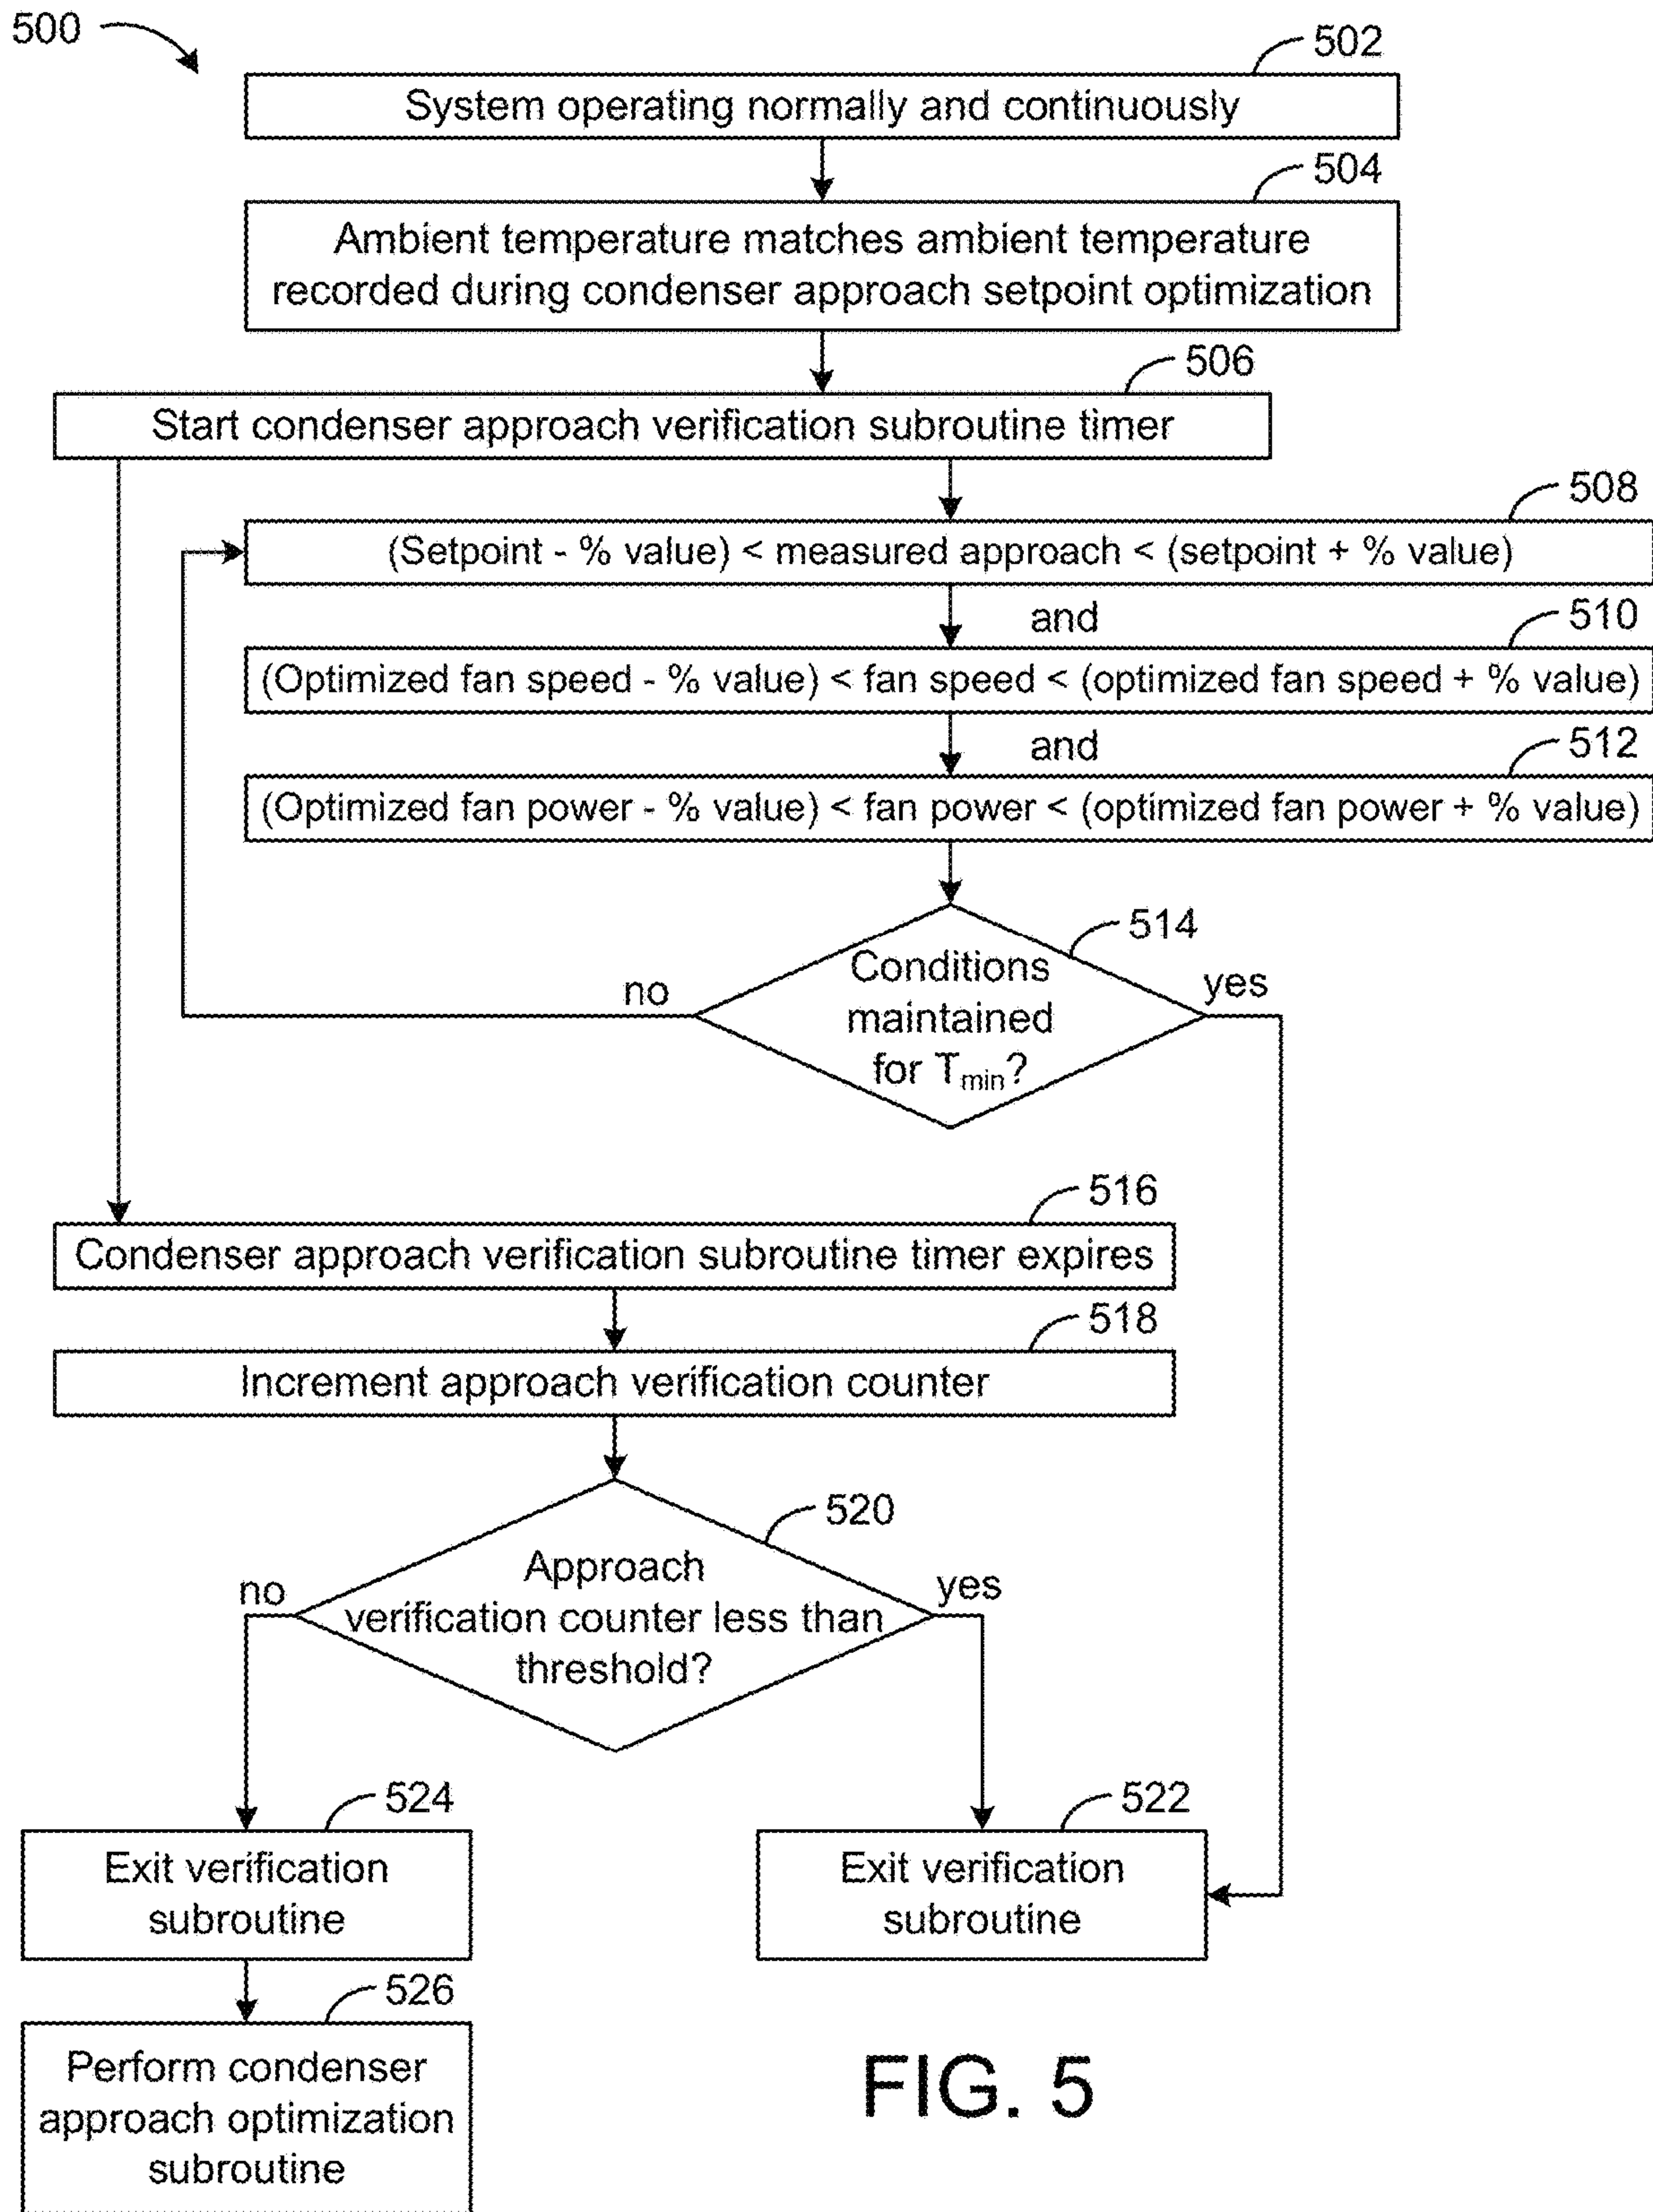 500
502
System operating normally and continuously
504
Ambient temperature matches ambient temperature
recorded during condenser approach setpoint optimization
506
Start condenser approach verification subroutine timer
508
(Setpoint - % value) < measured approach < (setpoint + % value)
and
510
(Optimized fan speed - % value) < fan speed < (optimized fan speed + % value)
and
512
(Optimized fan power - % value) < fan power < (optimized fan power + % value)
514
Conditions
maintained
for Tmin?
no
yes
516
Condenser approach verification subroutine timer expires
518
Increment approach verification counter
520
Approach
verification counter less than
threshold?
no
yes
524
Exit verification
subroutine
522
Exit verification
subroutine
526
Perform condenser
approach optimization
subroutine
FIG. 5